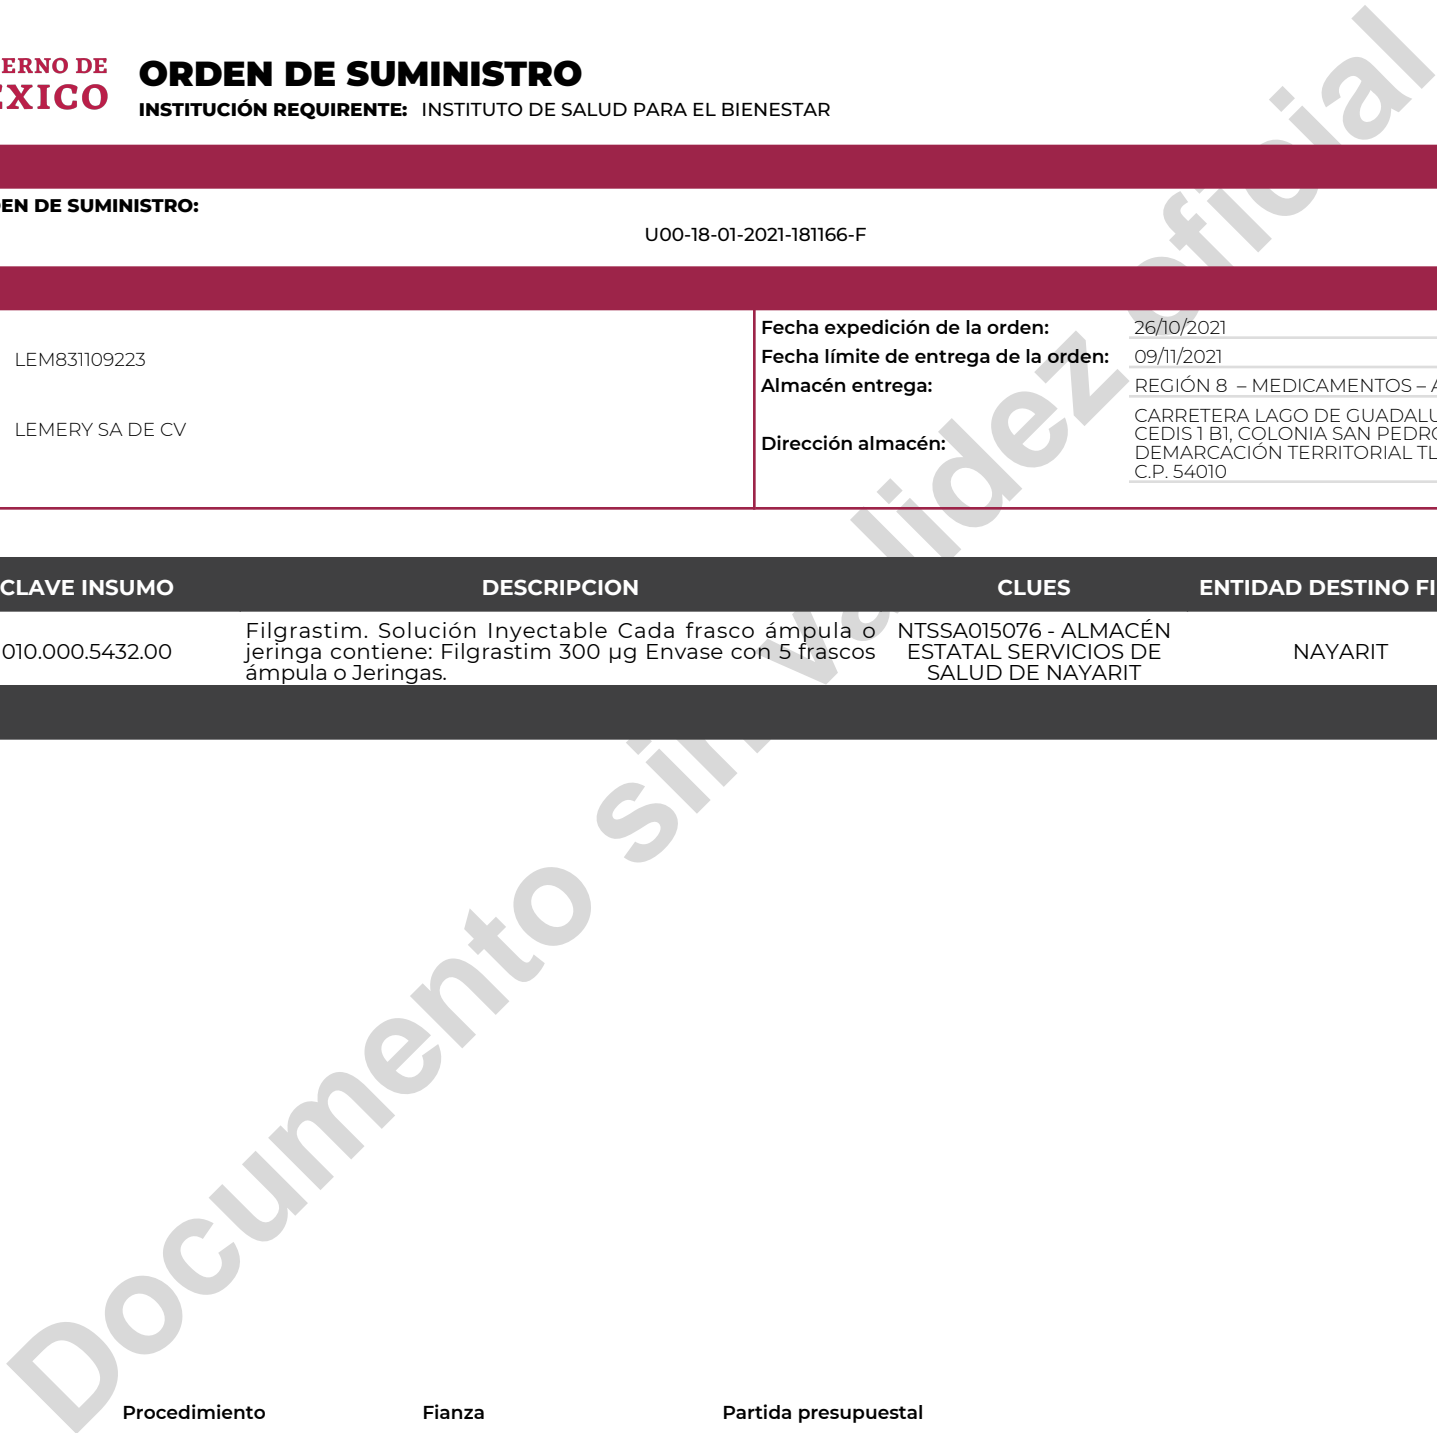 ERNO DE
EXICO
ORDEN DE SUMINISTRO
INSTITUCIÓN REQUIRENTE: INSTITUTO DE SALUD PARA EL BIENESTAR
EN DE SUMINISTRO:
U00-18-01-2021-181166-F
LEM831109223
LEMERY SA DE CV
Fecha expedición de la orden: 26/10/2021
Fecha límite de entrega de la orden: 09/11/2021
Almacén entrega: REGIÓN 8 – MEDICAMENTOS – A
Dirección almacén:
CARRETERA LAGO DE GUADALU
CEDIS 1 B1, COLONIA SAN PEDRO
DEMARCACIÓN TERRITORIAL TL
C.P. 54010
CLAVE INSUMO DESCRIPCION CLUES ENTIDAD DESTINO FI
010.000.5432.00
Filgrastim. Solución Inyectable Cada frasco ámpula o
jeringa contiene: Filgrastim 300 µg Envase con 5 frascos
ámpula o Jeringas.
NTSSA015076 - ALMACÉN
ESTATAL SERVICIOS DE
SALUD DE NAYARIT
NAYARIT
Documento sin validez oficial
Procedimiento Fianza Partida presupuestal